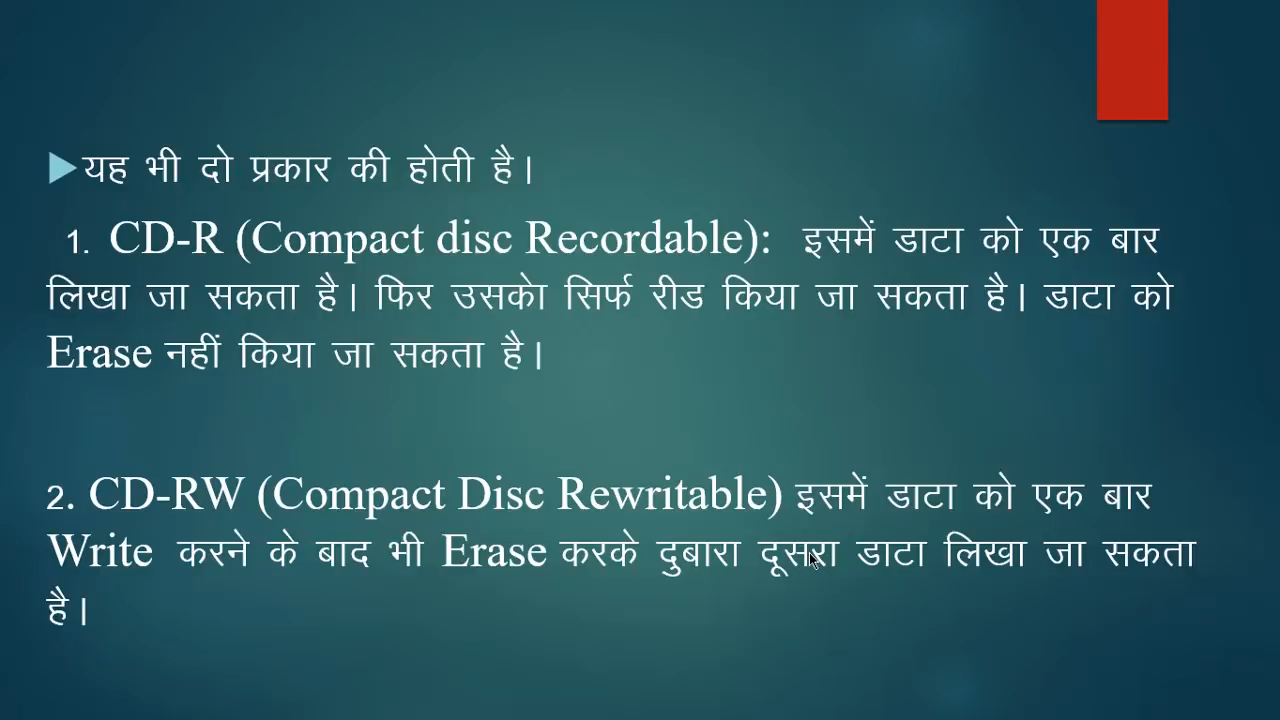 यह भी दो प्रकार की होती है।
1. CD-R (Compact disc Recordable): इसमें डाटा को एक बार
लिखा जा सकता है। फिर उसको सिर्फ रीड किया जा सकता है। डाटा को
Erase नहीं किया जा सकता है।
2. CD-RW (Compact Disc Rewritable) इसमें डाटा को एक बार
Write करने के बाद भी Erase करके दुबारा दूसरा डाटा लिखा जा सकता
है।